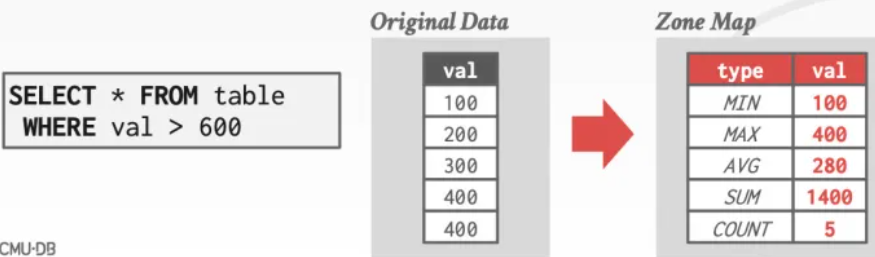 Original Data
Zone Map
SELECT * FROM table
WHERE val > 600
val
100
200
300
400
400
type val
MIN 100
MAX 400
AVG 280
SUM 1400
COUNT 5
CMU·DB